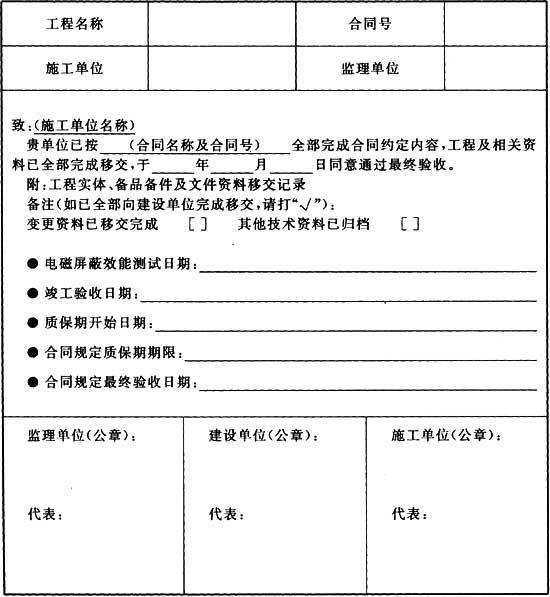 工程名称 合同号
施工单位 监理单位
致:(施工单位名称)
贵单位已按 (合同名称及合同号) 全部完成合同约定内容,工程及相关资
料已全部完成移交,于______年______月______日同意通过最终验收。
附:工程实体、备品备件及文件资料移交记录
备注(如已全部向建设单位完成移交,请打“√”):
变更资料已移交完成 [ ] 其他技术资料已归档 [ ]
● 电磁屏蔽效能测试日期:
● 竣工验收日期:
● 质保期开始日期:
● 合同规定质保期期限:
● 合同规定最终验收日期:
监理单位(公章): 建设单位(公章): 施工单位(公章):
代表: 代表: 代表: